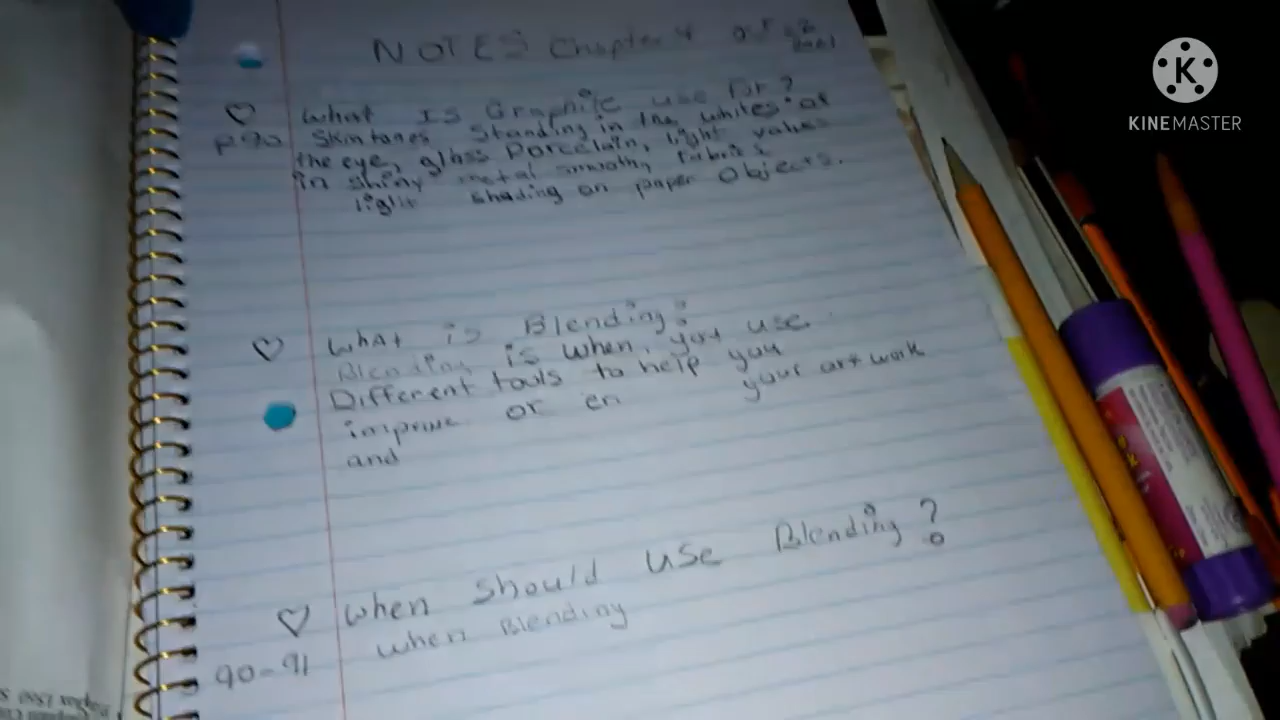 NOTES Chapter 4
What Is Graphite use For?
P90 Skin tones. Standing in the whites of
the eye, glass Porcelain, light values
in shiny metal smooth, fabric &
light shading on paper Objects.
What is Blending?
Blending is when you use
Different tools to help you
improve or en your art work
and
When should use Blending?
90-91 when Blending
K
KINEMASTER